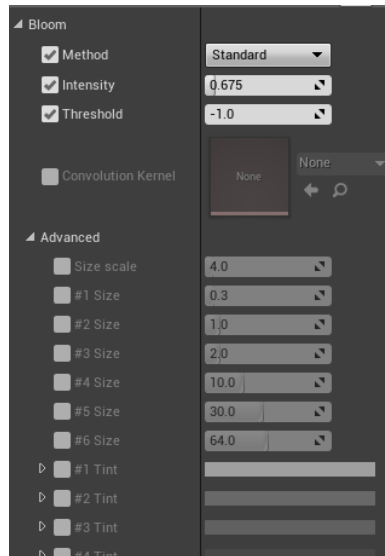 Bloom
Method Standard
Intensity 0.675
Threshold -1.0
Convolution Kernel None None
Advanced
Size scale 4.0
#1 Size 0.3
#2 Size 1.0
#3 Size 2.0
#4 Size 10.0
#5 Size 30.0
#6 Size 64.0
#1 Tint
#2 Tint
#3 Tint
#4 Tint